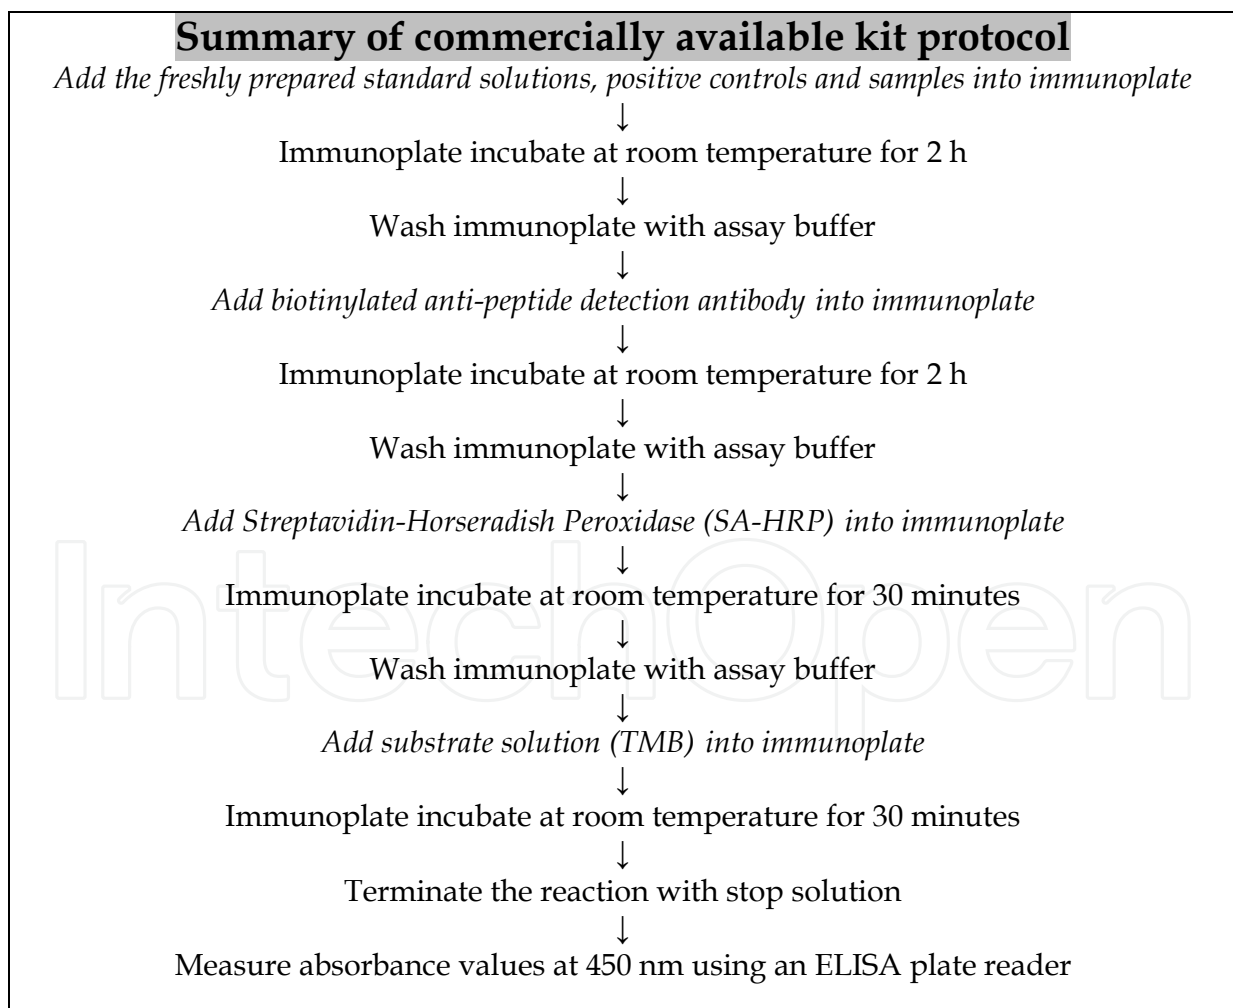 Summary of commercially available kit protocol
Add the freshly prepared standard solutions, positive controls and samples into immunoplate
↓
Immunoplate incubate at room temperature for 2 h
↓
Wash immunoplate with assay buffer
↓
Add biotinylated anti-peptide detection antibody into immunoplate
↓
Immunoplate incubate at room temperature for 2 h
↓
Wash immunoplate with assay buffer
↓
Add Streptavidin-Horseradish Peroxidase (SA-HRP) into immunoplate
↓
Immunoplate incubate at room temperature for 30 minutes
↓
IntechOpen
Wash immunoplate with assay buffer
↓
Add substrate solution (TMB) into immunoplate
↓
Immunoplate incubate at room temperature for 30 minutes
↓
Terminate the reaction with stop solution
↓
Measure absorbance values at 450 nm using an ELISA plate reader